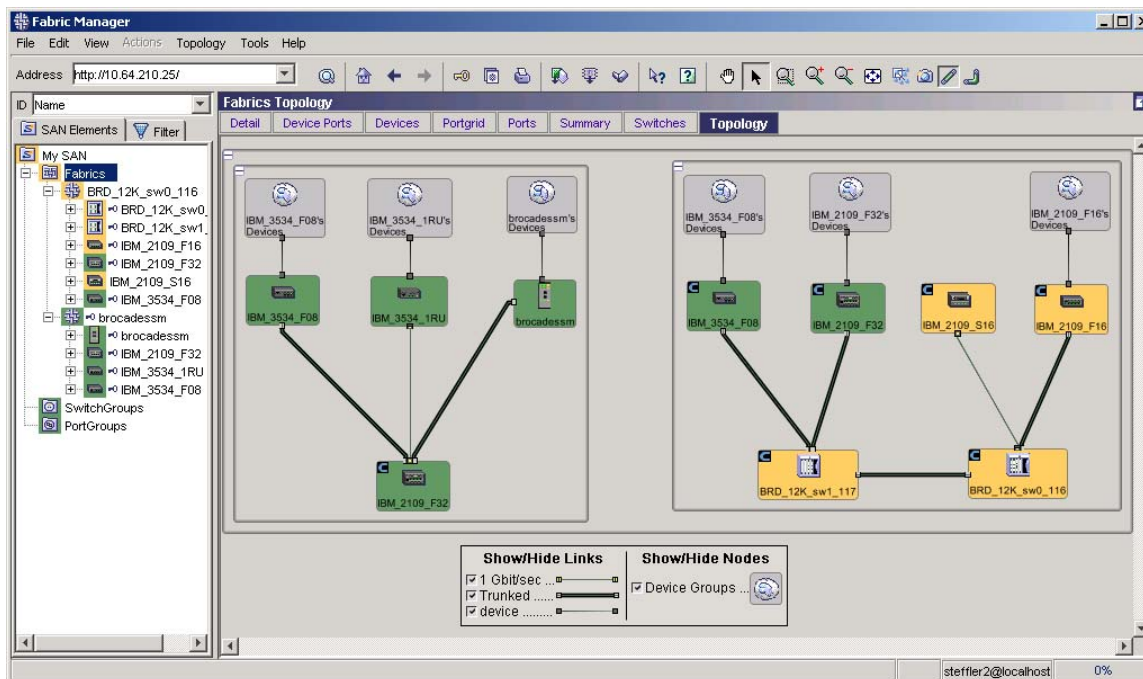 Fabric Manager
File Edit View Actions Topology Tools Help
Address http://10.64.210.25/
ID Name
SAN Elements Filter
My SAN
Fabrics
BRD_12K_sw0_116
BRD_12K_sw0_
BRD_12K_sw1_
IBM_2109_F16
IBM_2109_F32
IBM_2109_S16
IBM_3534_F08
brocadessm
brocadessm
IBM_2109_F32
IBM_3534_1RU
IBM_3534_F08
SwitchGroups
PortGroups
Fabrics Topology
Detail Device Ports Devices Portgrid Ports Summary Switches Topology
IBM_3534_F08's
Devices
IBM_3534_1RU's
Devices
brocadessm's
Devices
IBM_3534_F08
IBM_3534_1RU
brocadessm
IBM_2109_F32
IBM_3534_F08's
Devices
IBM_2109_F32's
Devices
IBM_2109_F16's
Devices
IBM_3534_F08
IBM_2109_F32
IBM_2109_S16
IBM_2109_F16
BRD_12K_sw1_117
BRD_12K_sw0_116
Show/Hide Links
1 Gbit/sec ...
Trunked ......
device .........
Show/Hide Nodes
Device Groups ...
steffler2@localhost 0%